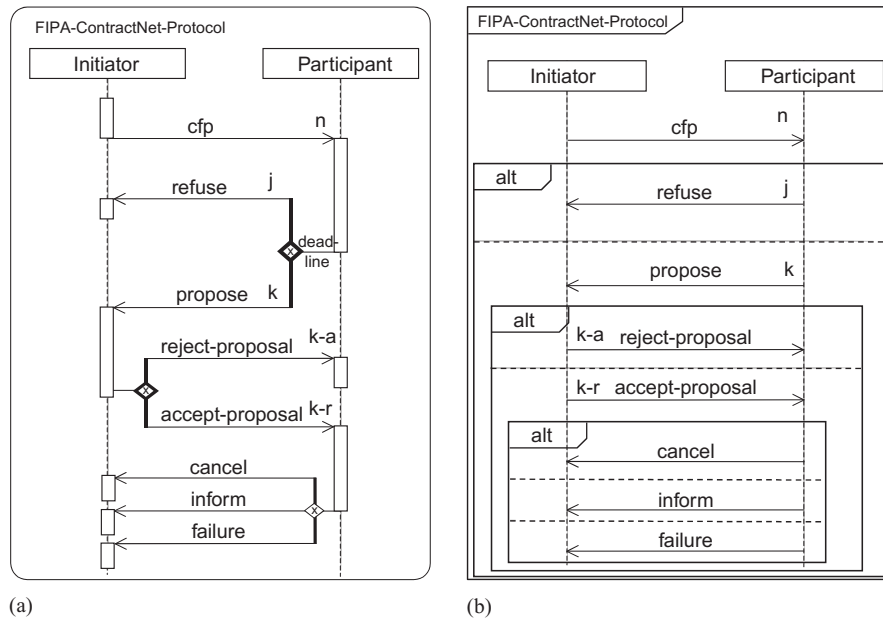 FIPA-ContractNet-Protocol
Initiator
Participant
cfp
n
refuse
j
x
dead-
line
propose
k
reject-proposal
k-a
x
accept-proposal
k-r
cancel
inform
x
failure
(a)
FIPA-ContractNet-Protocol
Initiator
Participant
cfp
n
alt
refuse
j
propose
k
alt
k-a reject-proposal
k-r accept-proposal
alt
cancel
inform
failure
(b)